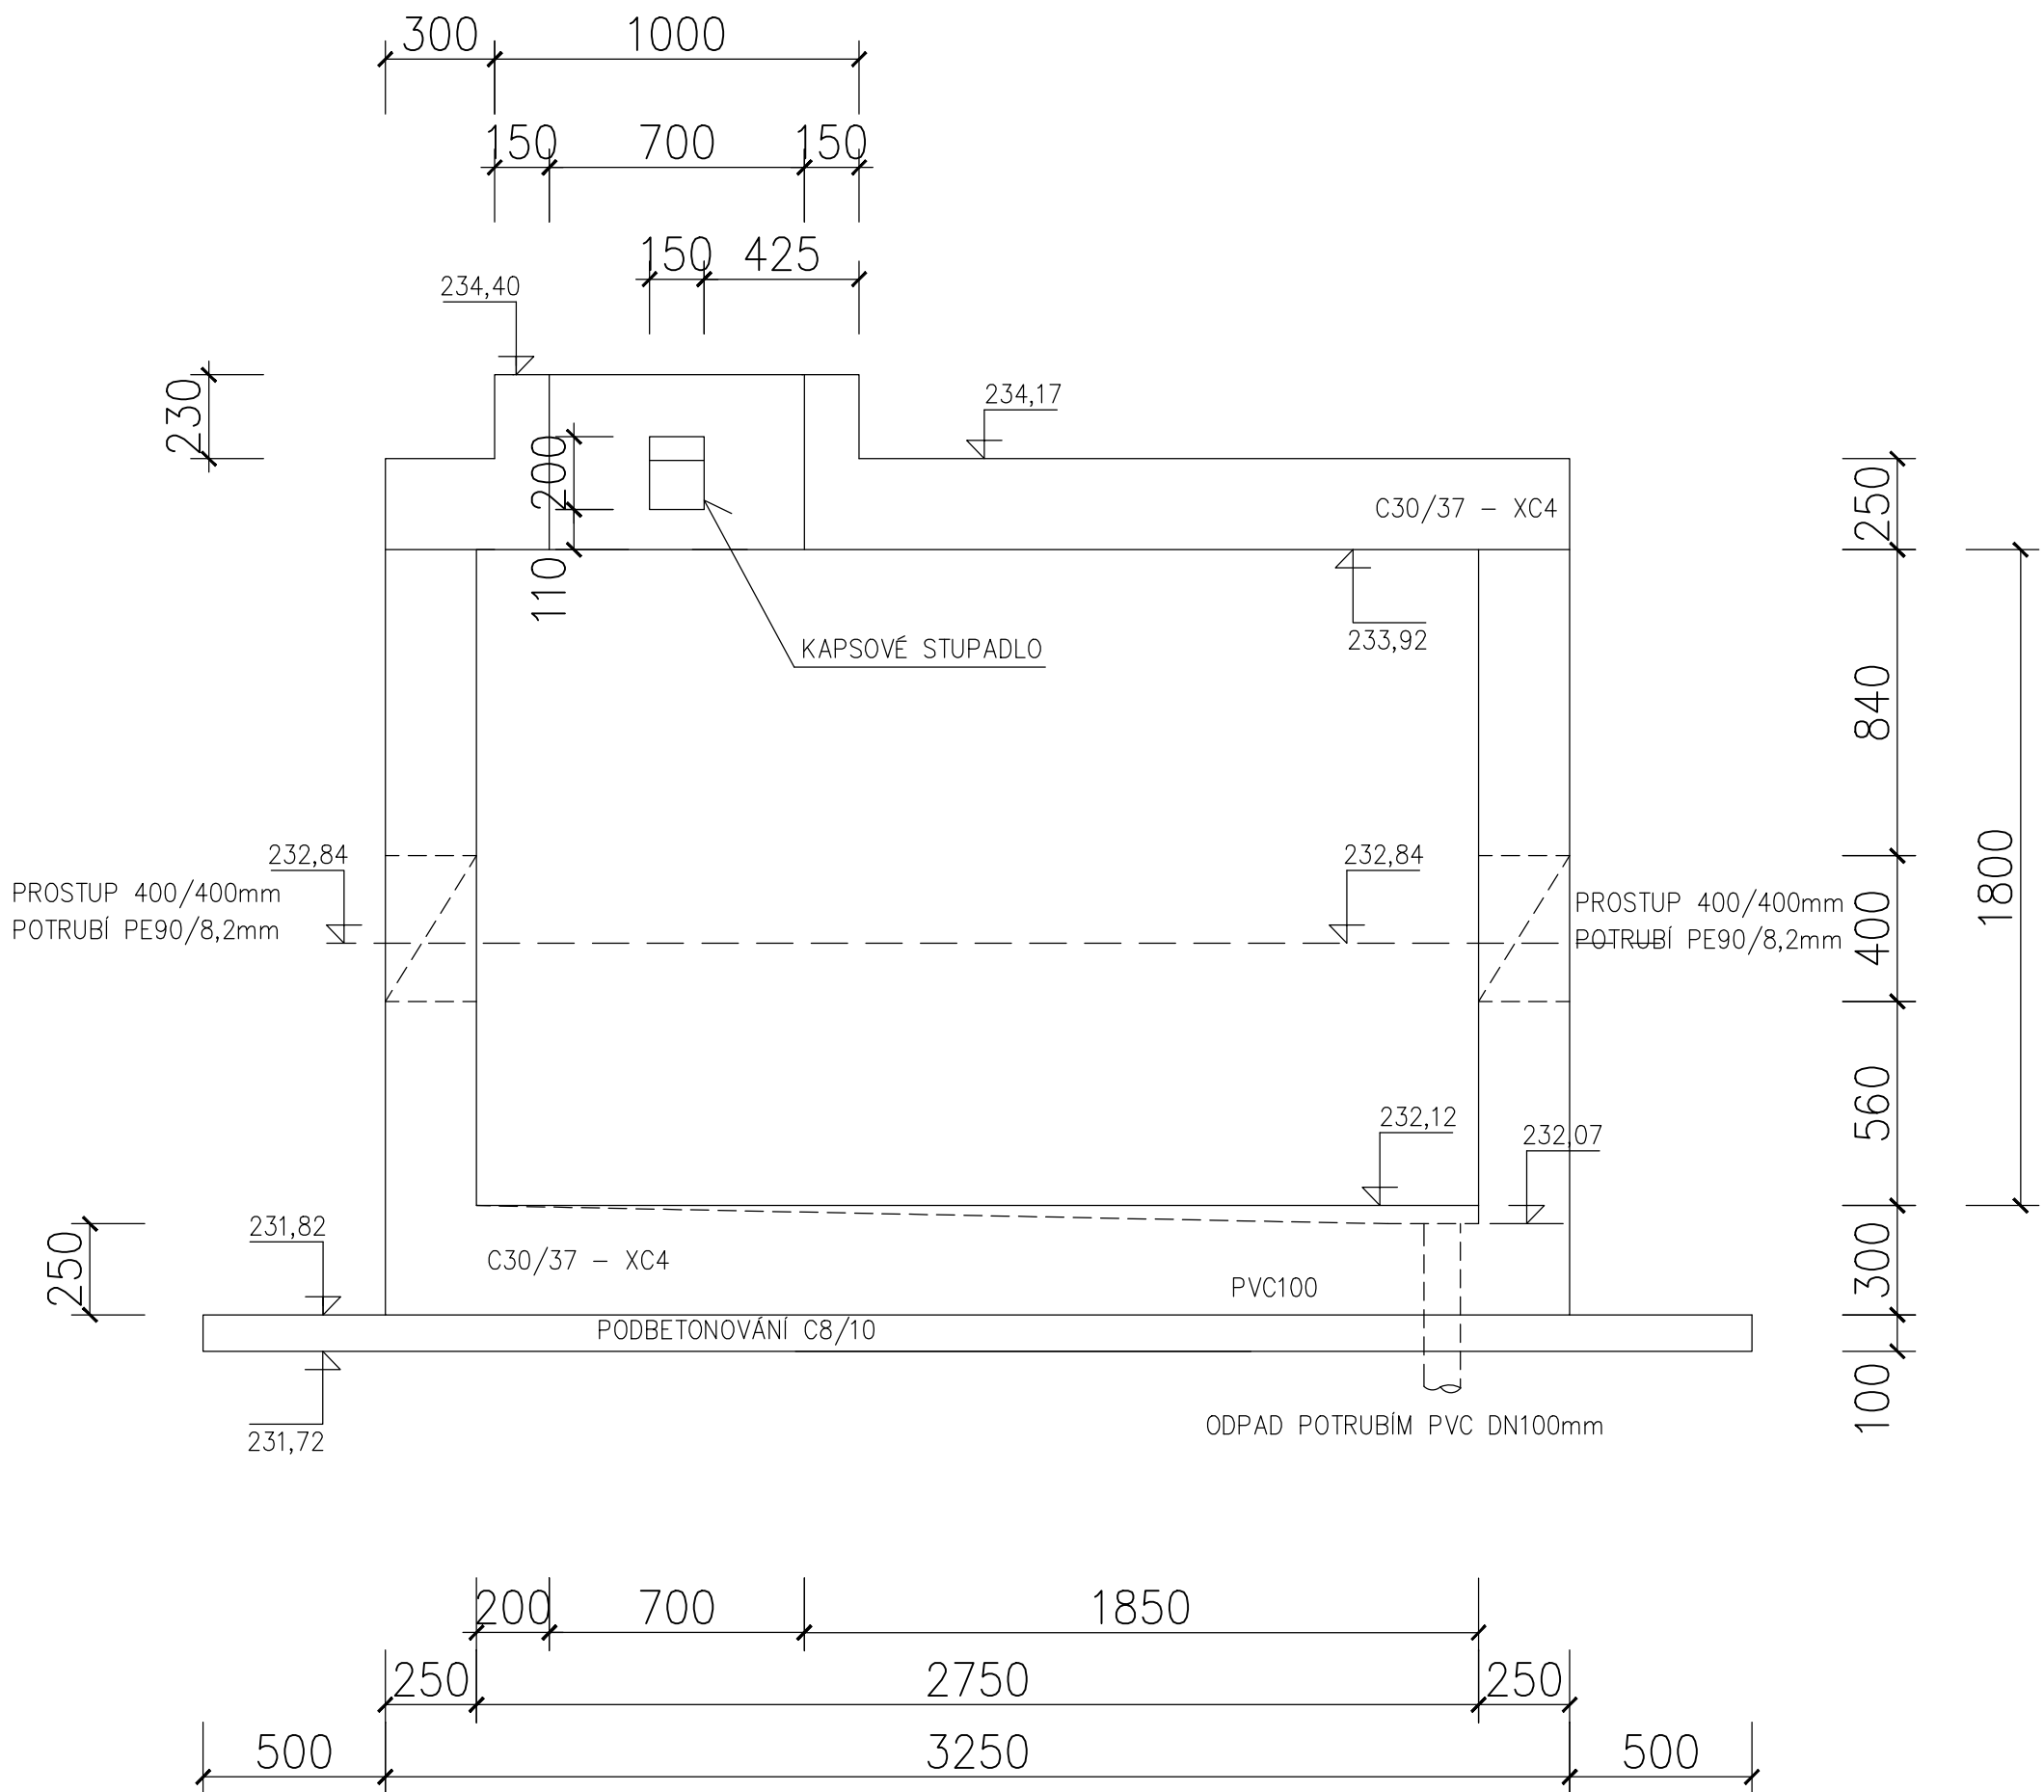 300 1000
150 700 150
150 425
234,40
230
234,17
200
110
C30/37 - XC4
250
KAPSOVÉ STUPADLO
233,92
840
1800
232,84
232,84
PROSTUP 400/400mm
POTRUBÍ PE90/8,2mm
PROSTUP 400/400mm
POTRUBÍ PE90/8,2mm
400
560
232,12
232,07
231,82
250
C30/37 - XC4
PVC100
300
PODBETONOVÁNÍ C8/10
100
231,72
ODPAD POTRUBÍM PVC DN100mm
200 700 1850
250 2750 250
500 3250 500